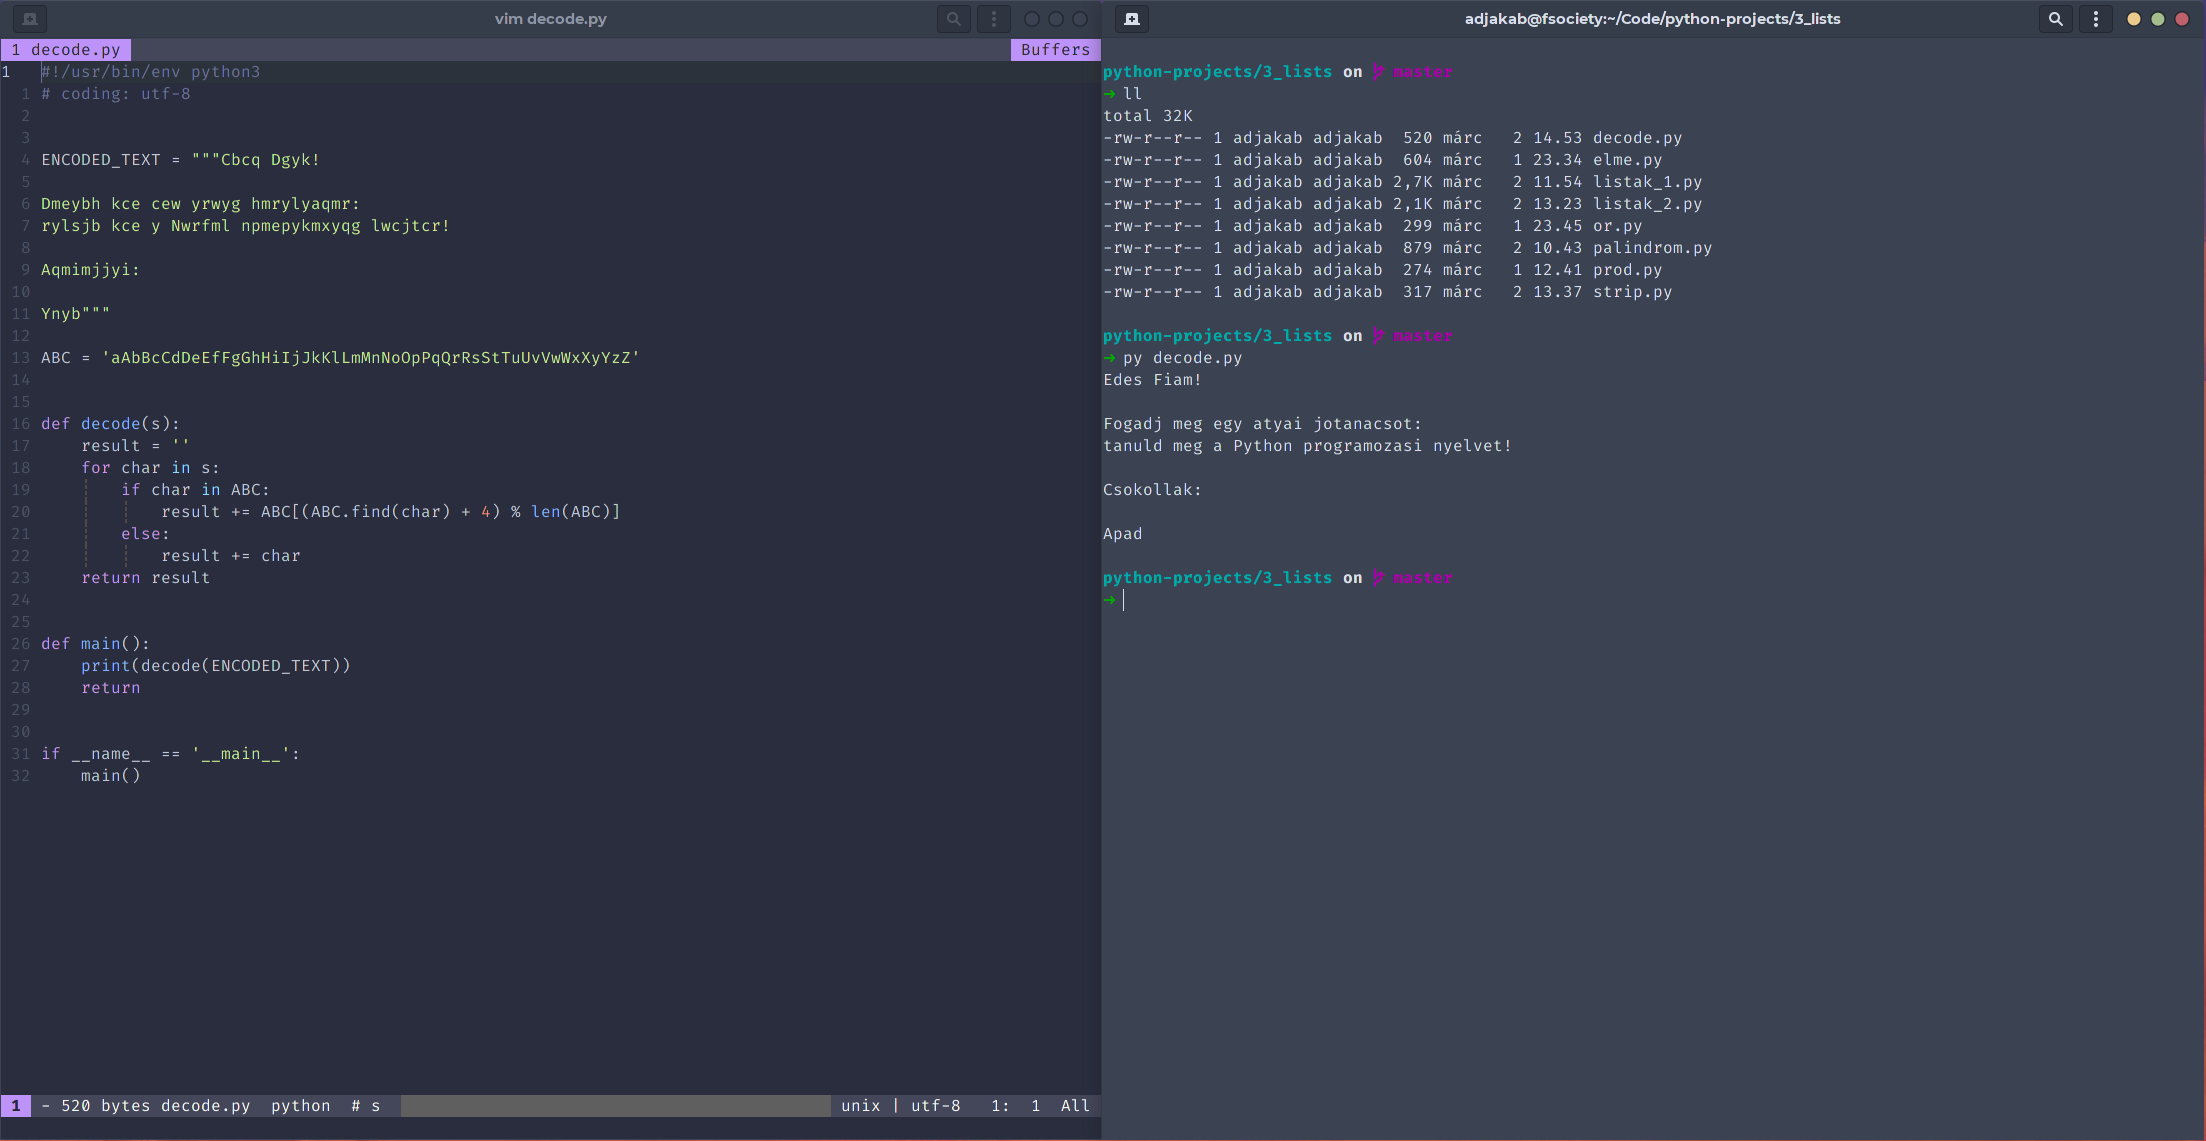 vim decode.py
1 decode.py Buffers
1 #!/usr/bin/env python3
1 # coding: utf-8
2
3
4 ENCODED_TEXT = """Cbcq Dgyk!
5
6 Dmeybh kce cew yrwyg hmrylyaqmr:
7 rylsjb kce y Nwrfml npmepykmxyqg lwcjtcr!
8
9 Aqmimjjyi:
10
11 Ynyb"""
12
13 ABC = 'aAbBcCdDeEfFgGhHiIjJkKlLmMnNoOpPqQrRsStTuUvVwWxXyYzZ'
14
15
16 def decode(s):
17     result = ''
18     for char in s:
19         if char in ABC:
20             result += ABC[(ABC.find(char) + 4) % len(ABC)]
21         else:
22             result += char
23     return result
24
25
26 def main():
27     print(decode(ENCODED_TEXT))
28     return
29
30
31 if __name__ == '__main__':
32     main()
1 - 520 bytes decode.py python # s unix | utf-8 1: 1 All
adjakab@fsociety:~/Code/python-projects/3_lists
python-projects/3_lists on master
➜ ll
total 32K
-rw-r--r-- 1 adjakab adjakab  520 márc   2 14.53 decode.py
-rw-r--r-- 1 adjakab adjakab  604 márc   1 23.34 elme.py
-rw-r--r-- 1 adjakab adjakab 2,7K márc   2 11.54 listak_1.py
-rw-r--r-- 1 adjakab adjakab 2,1K márc   2 13.23 listak_2.py
-rw-r--r-- 1 adjakab adjakab  299 márc   1 23.45 or.py
-rw-r--r-- 1 adjakab adjakab  879 márc   2 10.43 palindrom.py
-rw-r--r-- 1 adjakab adjakab  274 márc   1 12.41 prod.py
-rw-r--r-- 1 adjakab adjakab  317 márc   2 13.37 strip.py
python-projects/3_lists on master
➜ py decode.py
Edes Fiam!
Fogadj meg egy atyai jotanacsot:
tanuld meg a Python programozasi nyelvet!
Csokollak:
Apad
python-projects/3_lists on master
➜